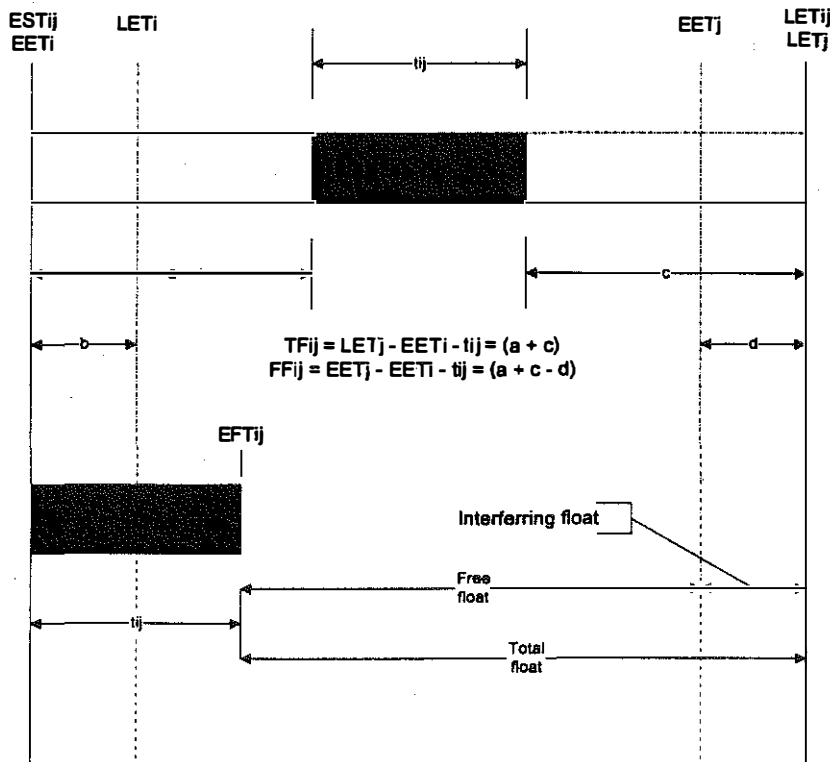 ESTij
EETi
LETi
EETj
LETij
LETj
tij
c
b
d
TFij = LETj - EETi - tij = (a + c)
FFij = EETj - EETi - tij = (a + c - d)
EFTij
Interferring float
Free
float
tij
Total
float